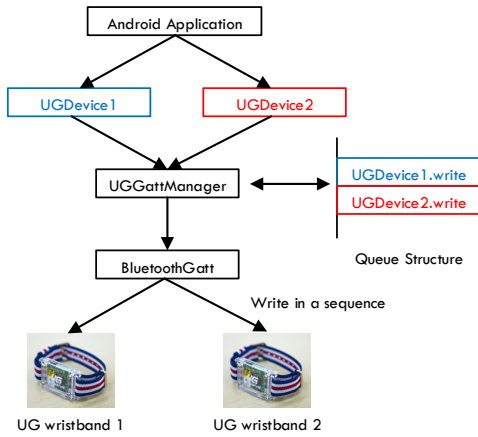 Android Application
UGDevice1
UGDevice2
UGGattManager
UGDevice1.write
UGDevice2.write
BluetoothGatt
Queue Structure
Write in a sequence
UG wristband 1
UG wristband 2